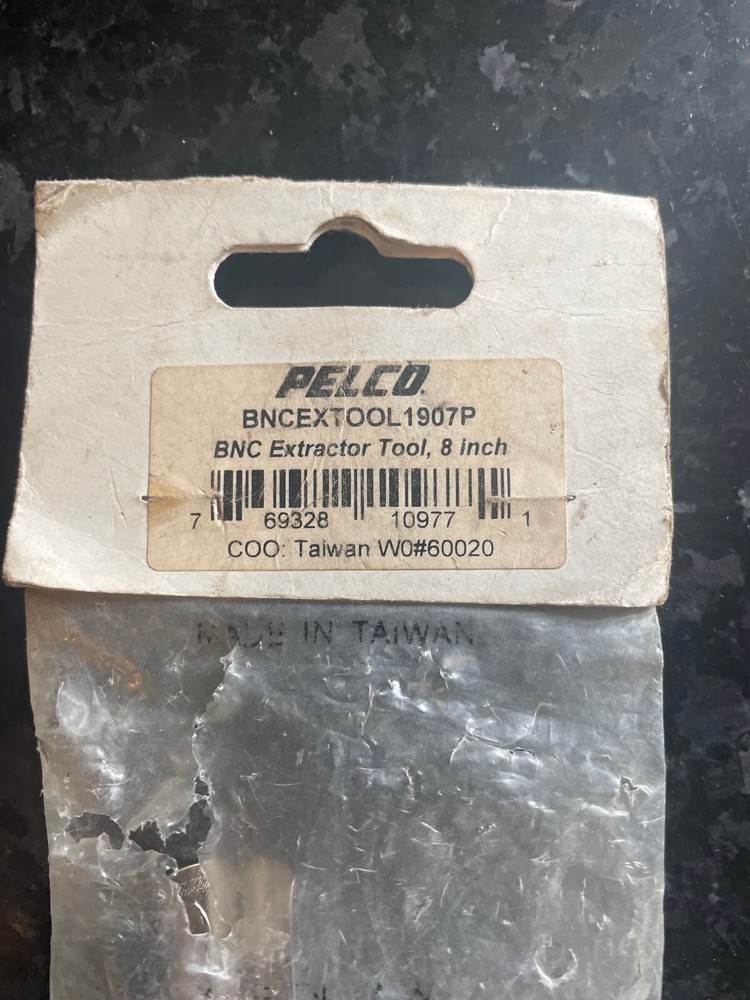 PELCO
BNCEXTOOL1907P
BNC Extractor Tool, 8 inch
7 69328 10977 1
COO: Taiwan W0#60020
MADE IN TAIWAN